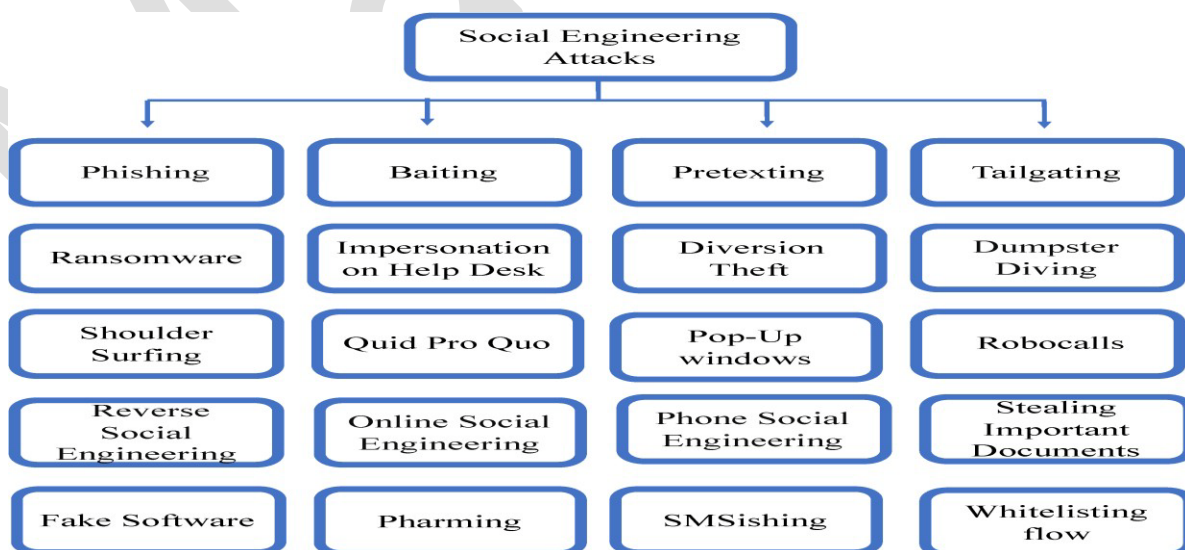 Social Engineering
Attacks
Phishing
Baiting
Pretexting
Tailgating
Ransomware
Impersonation
on Help Desk
Diversion
Theft
Dumpster
Diving
Shoulder
Surfing
Quid Pro Quo
Pop-Up
windows
Robocalls
Reverse
Social
Engineering
Online Social
Engineering
Phone Social
Engineering
Stealing
Important
Documents
Fake Software
Pharming
SMSishing
Whitelisting
flow